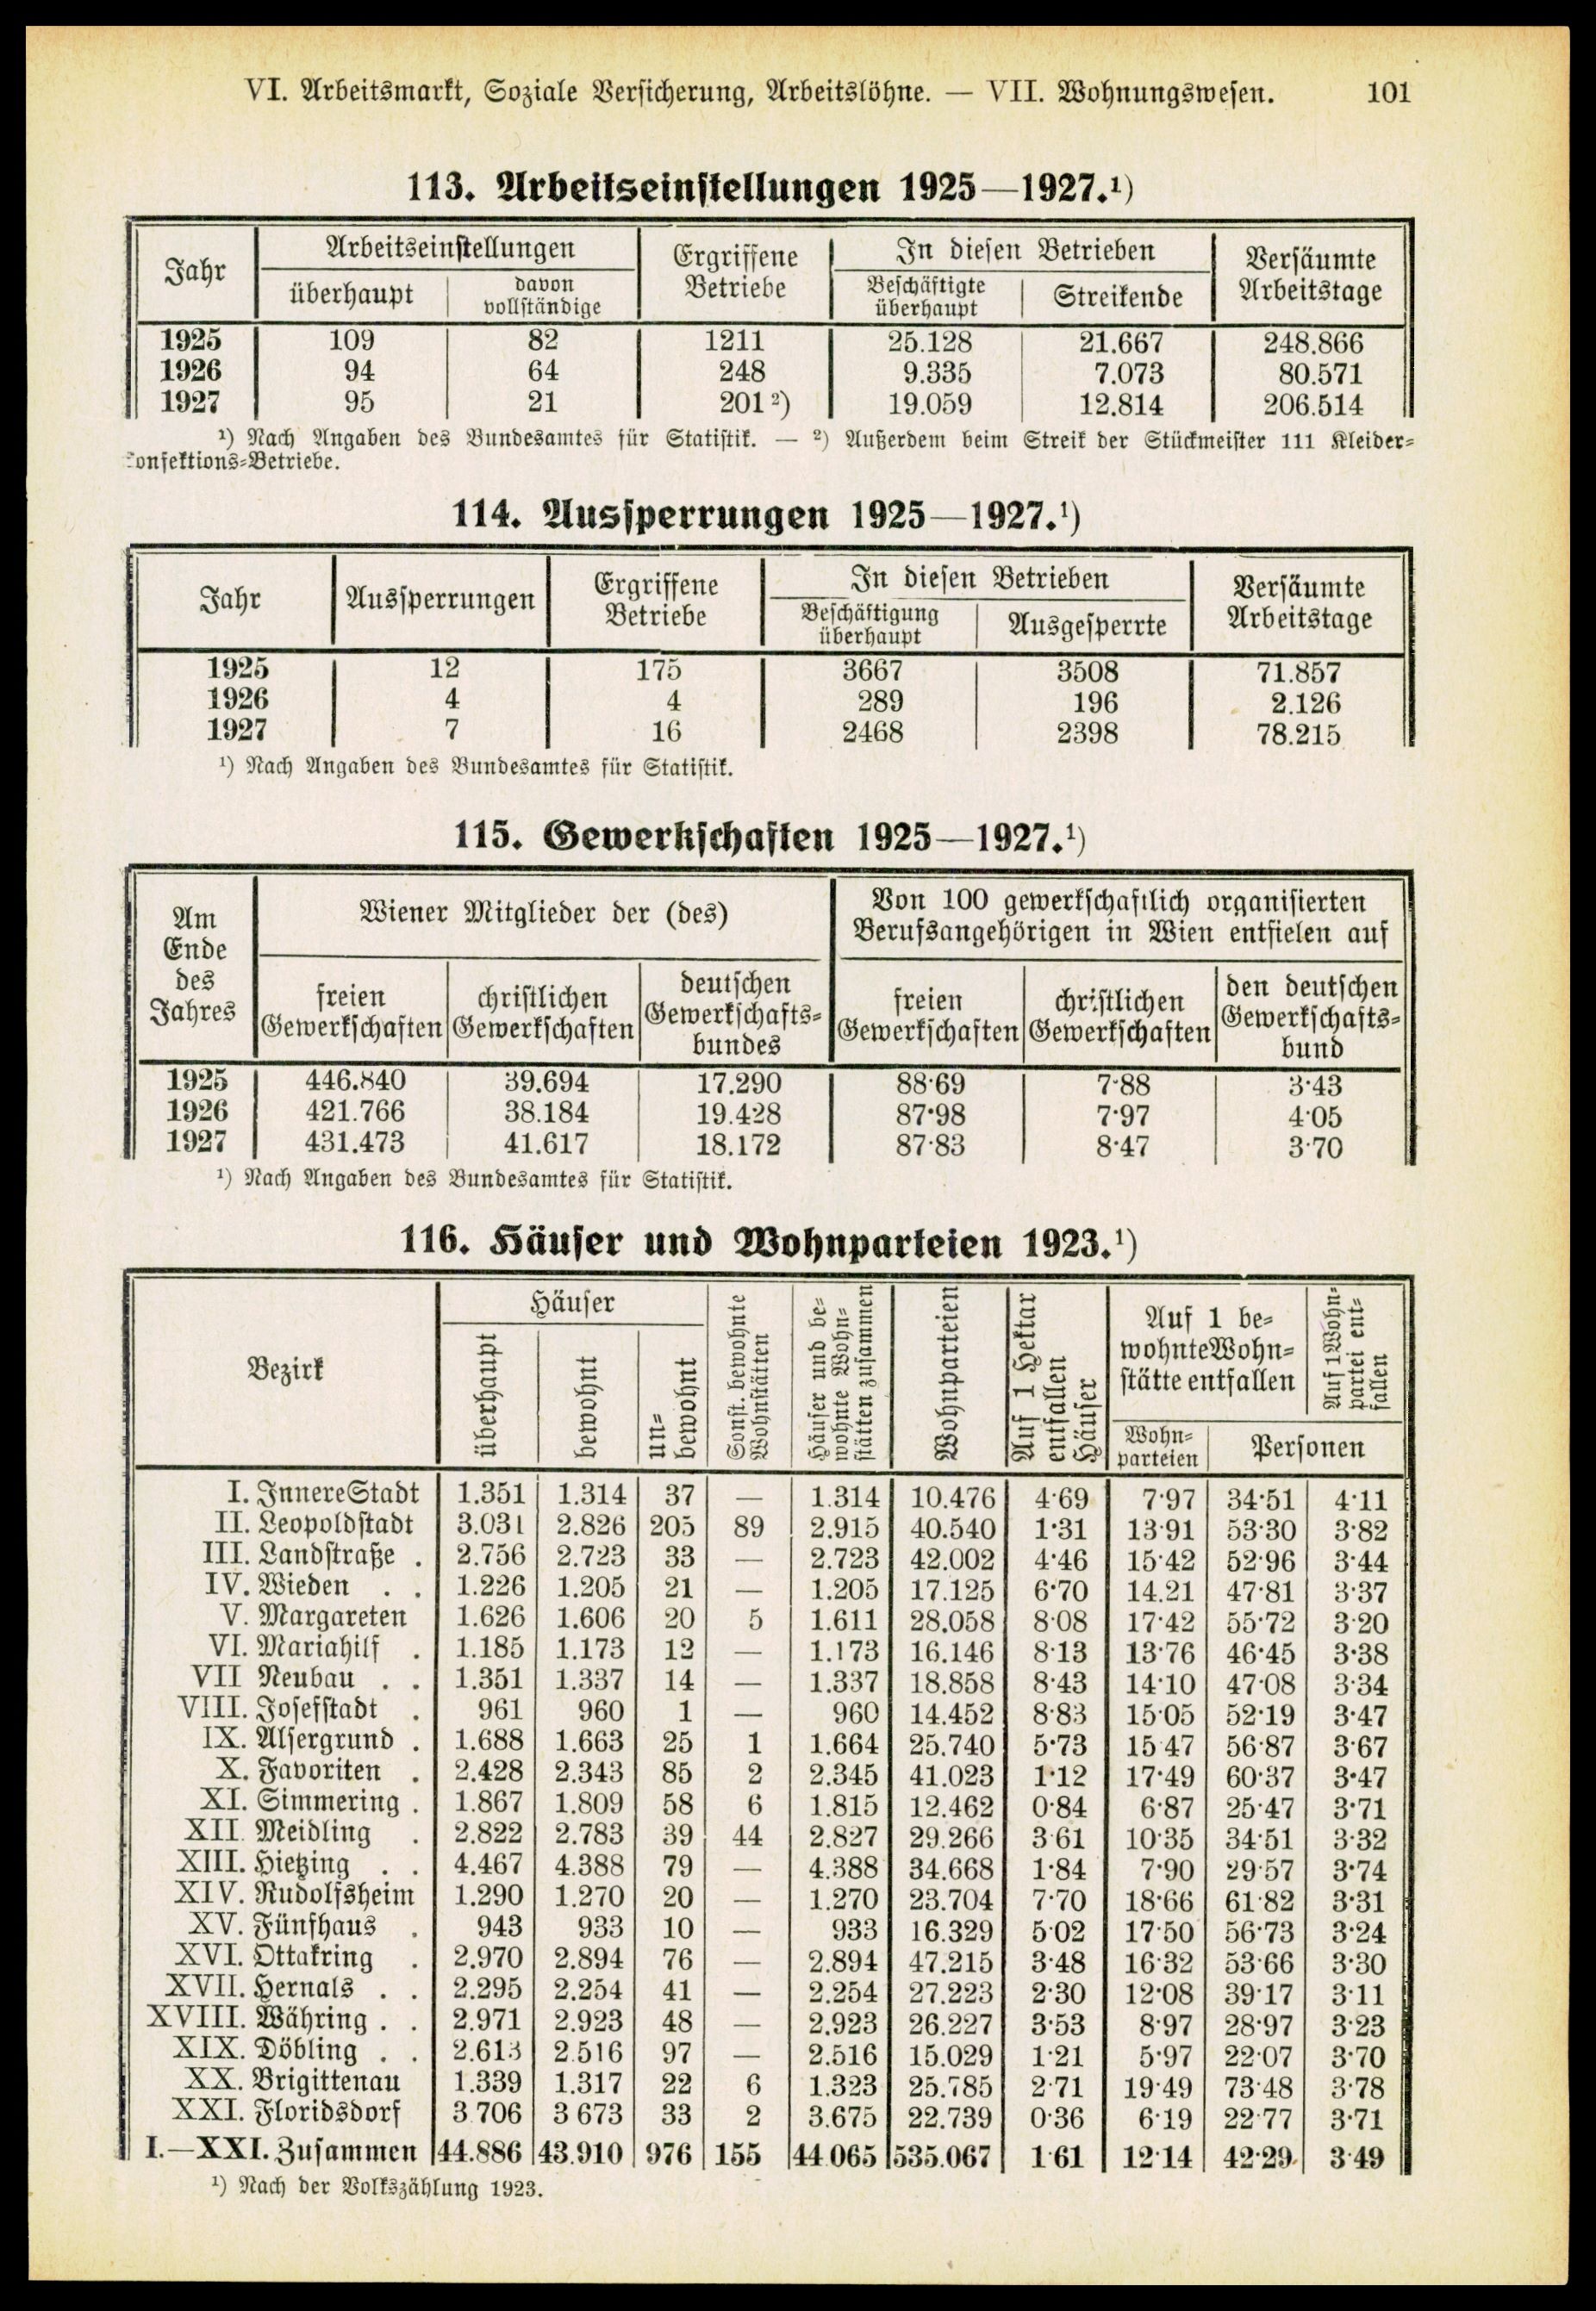 VI. Arbeitsmarkt, Soziale Versicherung, Arbeitslöhne. — VII. Wohnungswesen. 101
113. Arbeitseinstellungen 1925—1927.¹)
Jahr Arbeitseinstellungen Ergriffene Betriebe In diesen Betrieben Versäumte Arbeitstage
überhaupt davon vollständige Beschäftigte überhaupt Streikende
1925 109 82 1211 25.128 21.667 248.866
1926 94 64 248 9.335 7.073 80.571
1927 95 21 201²) 19.059 12.814 206.514
¹) Nach Angaben des Bundesamtes für Statistik. — ²) Außerdem beim Streik der Stückmeister 111 Kleider-
konfektions-Betriebe.
114. Aussperrungen 1925—1927.¹)
Jahr Aussperrungen Ergriffene Betriebe In diesen Betrieben Versäumte Arbeitstage
Beschäftigung überhaupt Ausgesperrte
1925 12 175 3667 3508 71.857
1926 4 4 289 196 2.126
1927 7 16 2468 2398 78.215
¹) Nach Angaben des Bundesamtes für Statistik.
115. Gewerkschaften 1925—1927.¹)
Am Ende des Jahres Wiener Mitglieder der (des) Von 100 gewerkschaftlich organisierten Berufsangehörigen in Wien entfielen auf
freien Gewerkschaften christlichen Gewerkschaften deutschen Gewerkschafts-bundes freien Gewerkschaften christlichen Gewerkschaften den deutschen Gewerkschafts-bund
1925 446.840 39.694 17.290 88·69 7·88 3·43
1926 421.766 38.184 19.428 87·98 7·97 4·05
1927 431.473 41.617 18.172 87·83 8·47 3·70
¹) Nach Angaben des Bundesamtes für Statistik.
116. Häuser und Wohnparteien 1923.¹)
Bezirk Häuser Sonst. bewohnte Wohnstätten Häuser und be-wohnte Wohn-stätten zusammen Wohnparteien Auf 1 Hektar entfallen Häuser Auf 1 be-wohnte Wohn-stätte entfallen Auf 1 Wohn-partei ent-fallen
überhaupt bewohnt un-bewohnt Wohn-parteien Personen
I. Innere Stadt 1.351 1.314 37 — 1.314 10.476 4·69 7·97 34·51 4·11
II. Leopoldstadt 3.031 2.826 205 89 2.915 40.540 1·31 13·91 53·30 3·82
III. Landstraße . 2.756 2.723 33 — 2.723 42.002 4·46 15·42 52·96 3·44
IV. Wieden . . 1.226 1.205 21 — 1.205 17.125 6·70 14.21 47·81 3·37
V. Margareten 1.626 1.606 20 5 1.611 28.058 8·08 17·42 55·72 3·20
VI. Mariahilf . 1.185 1.173 12 — 1.173 16.146 8·13 13·76 46·45 3·38
VII Neubau . . 1.351 1.337 14 — 1.337 18.858 8·43 14·10 47·08 3·34
VIII. Josefstadt . 961 960 1 — 960 14.452 8·83 15·05 52·19 3·47
IX. Alsergrund . 1.688 1.663 25 1 1.664 25.740 5·73 15 47 56·87 3·67
X. Favoriten . 2.428 2.343 85 2 2.345 41.023 1·12 17·49 60·37 3·47
XI. Simmering . 1.867 1.809 58 6 1.815 12.462 0·84 6·87 25·47 3·71
XII. Meidling . 2.822 2.783 39 44 2.827 29.266 3·61 10·35 34·51 3·32
XIII. Hietzing . . 4.467 4.388 79 — 4.388 34.668 1·84 7·90 29·57 3·74
XIV. Rudolfsheim 1.290 1.270 20 — 1.270 23.704 7·70 18·66 61·82 3·31
XV. Fünfhaus . 943 933 10 — 933 16.329 5·02 17·50 56·73 3·24
XVI. Ottakring . 2.970 2.894 76 — 2.894 47.215 3·48 16·32 53·66 3·30
XVII. Hernals . . 2.295 2.254 41 — 2.254 27.223 2·30 12·08 39·17 3·11
XVIII. Währing . . 2.971 2.923 48 — 2.923 26.227 3·53 8·97 28·97 3·23
XIX. Döbling . . 2.613 2.516 97 — 2.516 15.029 1·21 5·97 22·07 3·70
XX. Brigittenau 1.339 1.317 22 6 1.323 25.785 2·71 19·49 73·48 3·78
XXI. Floridsdorf 3 706 3 673 33 2 3.675 22.739 0·36 6·19 22·77 3·71
I.—XXI. Zusammen 44.886 43.910 976 155 44.065 535.067 1·61 12·14 42·29 3·49
¹) Nach der Volkszählung 1923.